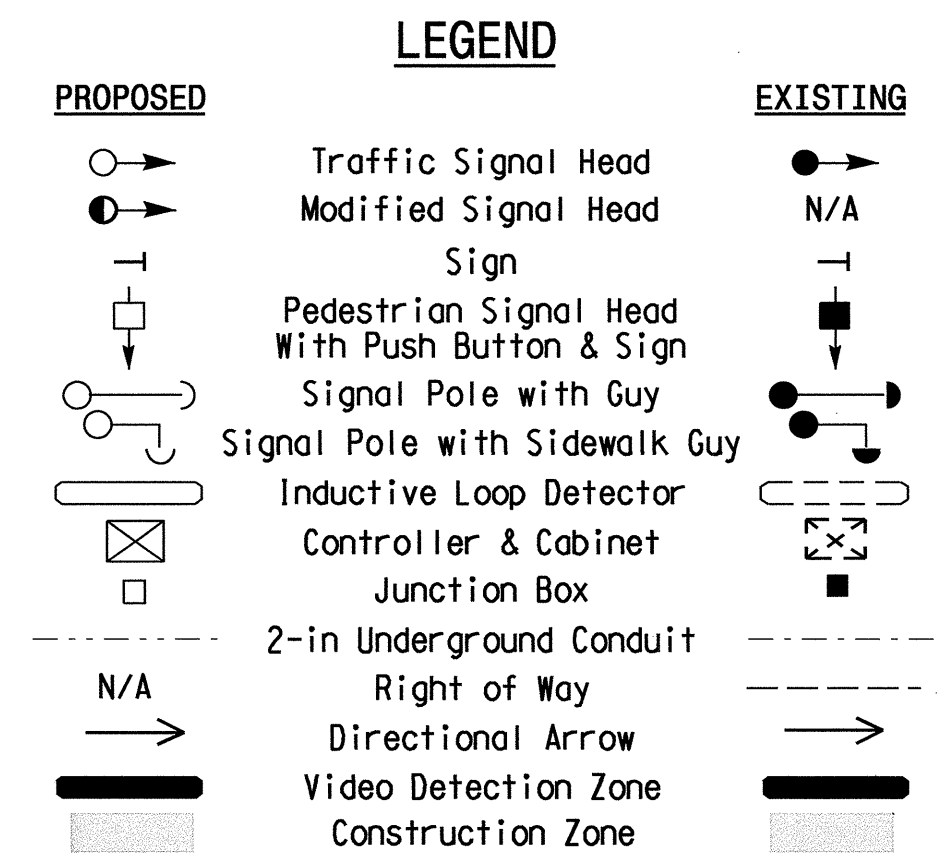 LEGEND
PROPOSED EXISTING
Traffic Signal Head
Modified Signal Head N/A
Sign
Pedestrian Signal Head
With Push Button & Sign
Signal Pole with Guy
Signal Pole with Sidewalk Guy
Inductive Loop Detector
Controller & Cabinet
Junction Box
2-in Underground Conduit
N/A Right of Way
Directional Arrow
Video Detection Zone
Construction Zone